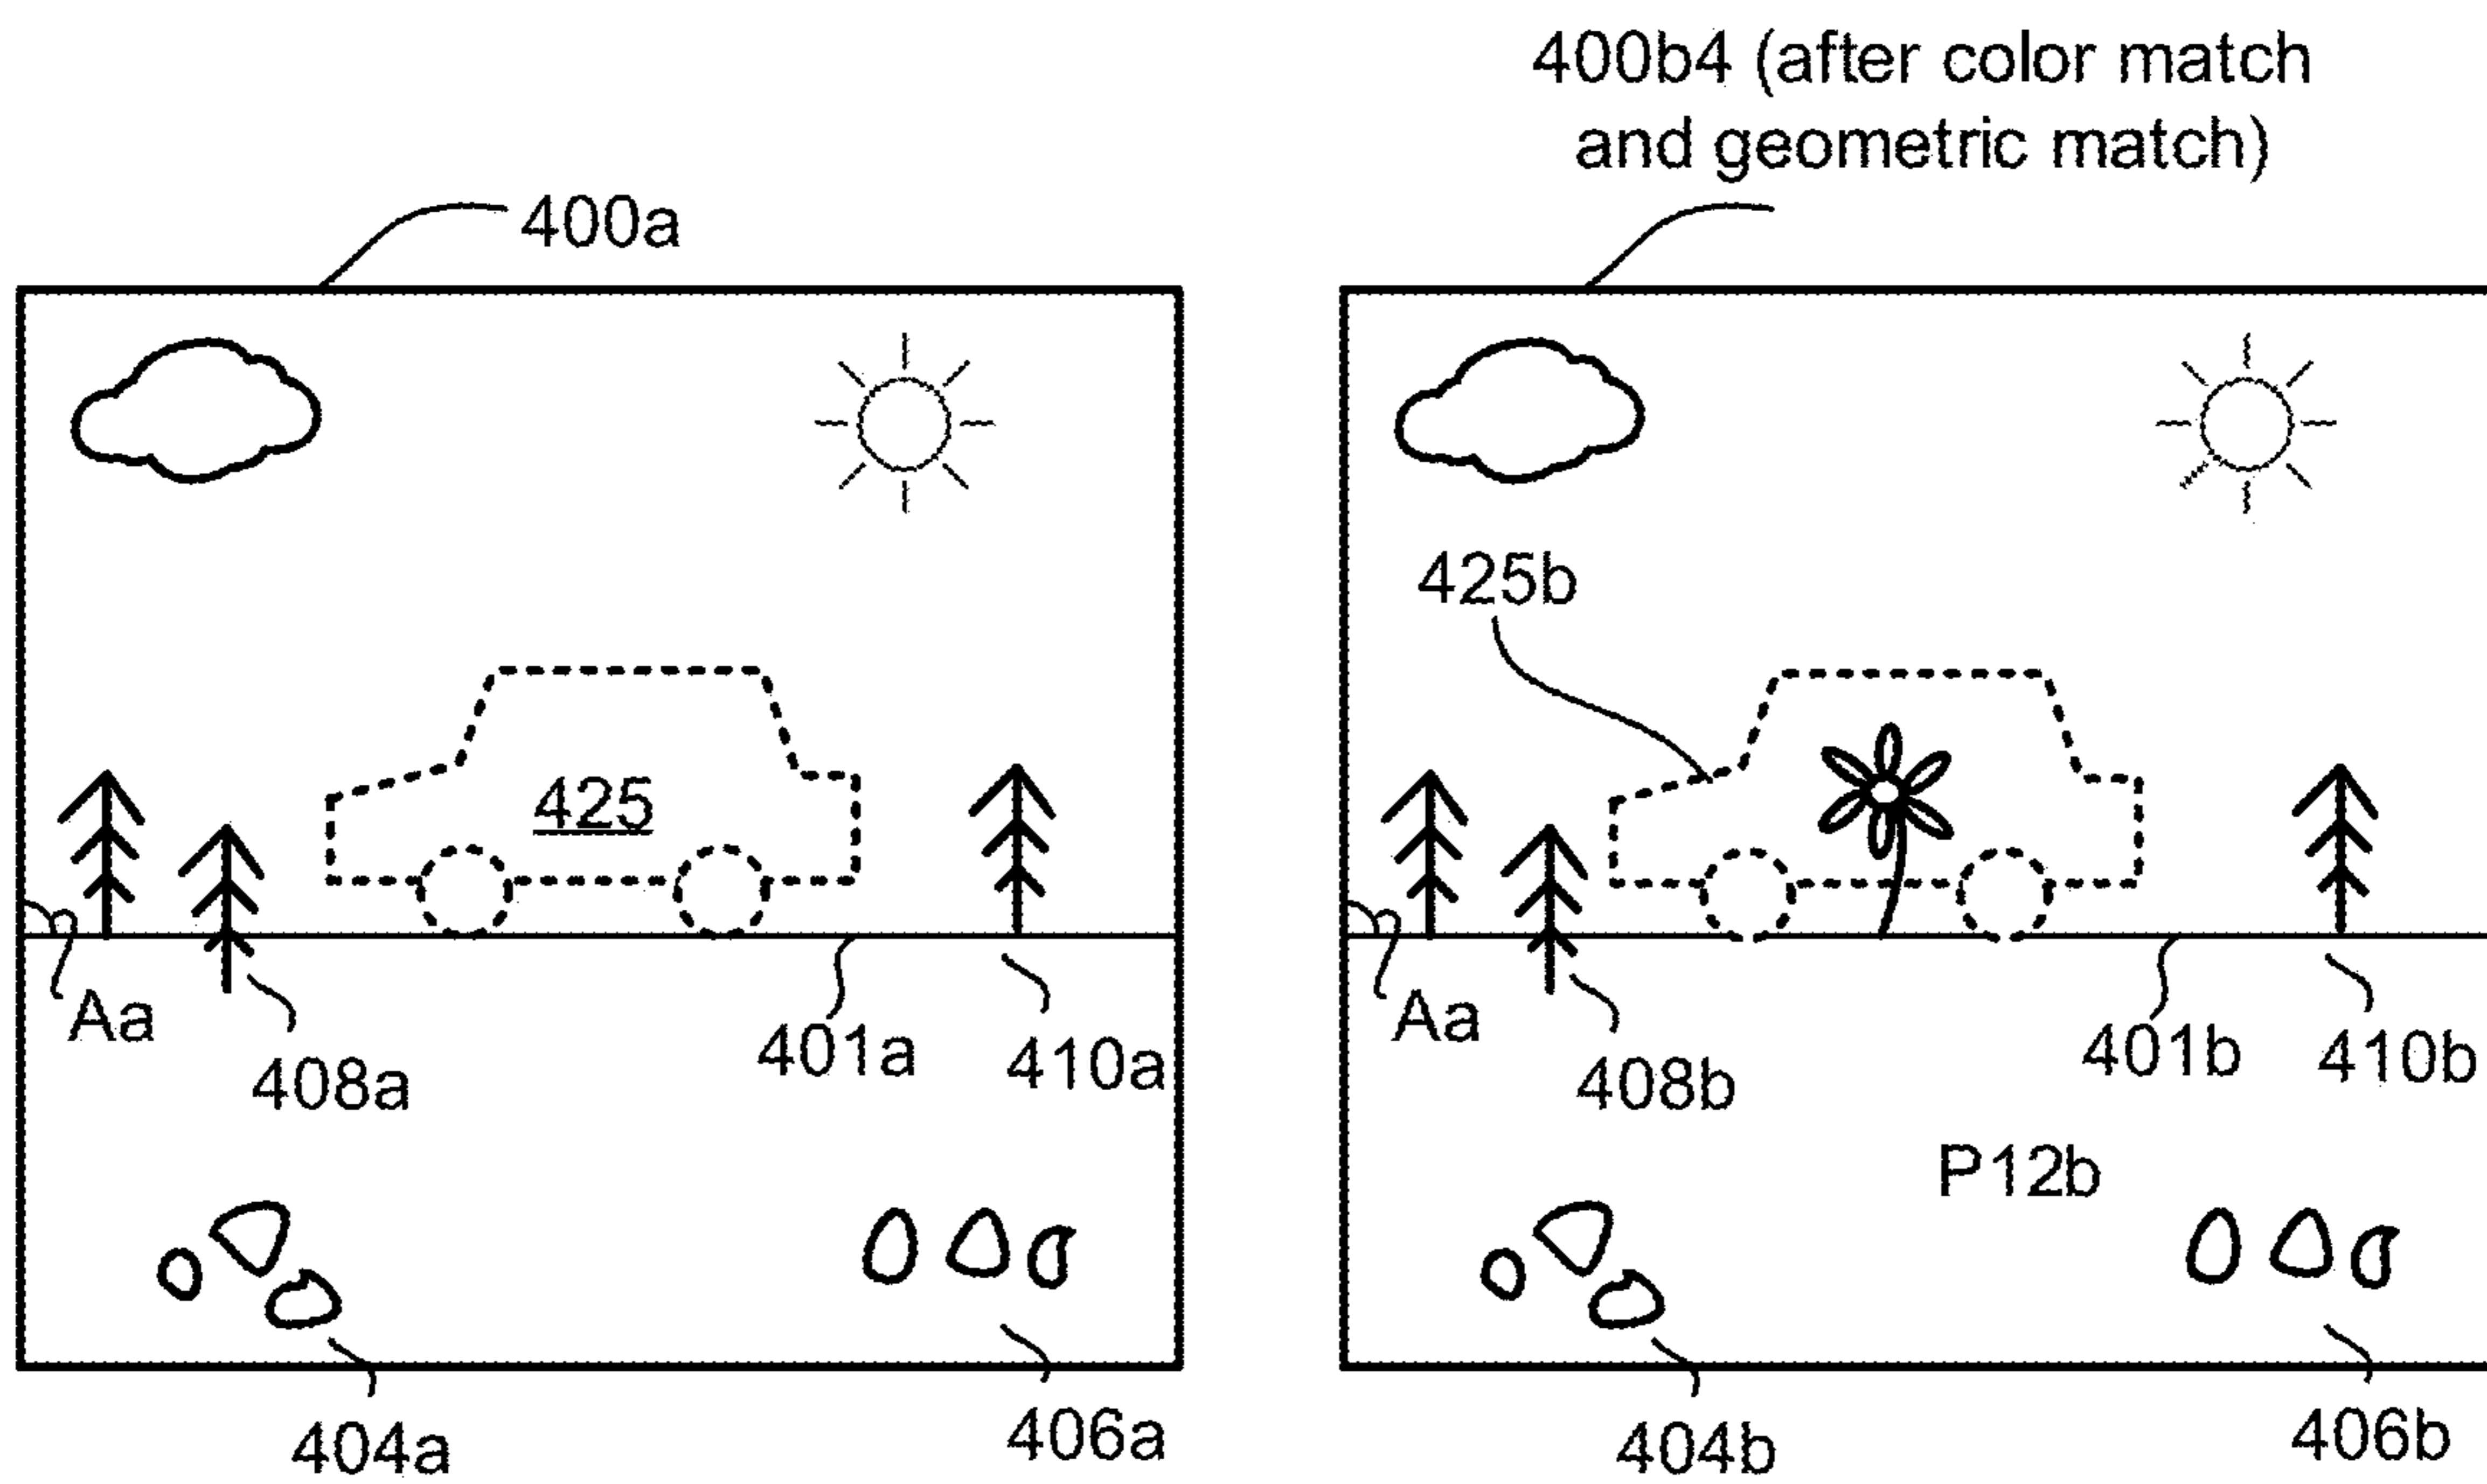 400b4 (after color match
and geometric match)
400a
425b
425
Aa
408a
401a
410a
Aa
408b
401b
410b
P12b
404a
406a
404b
406b